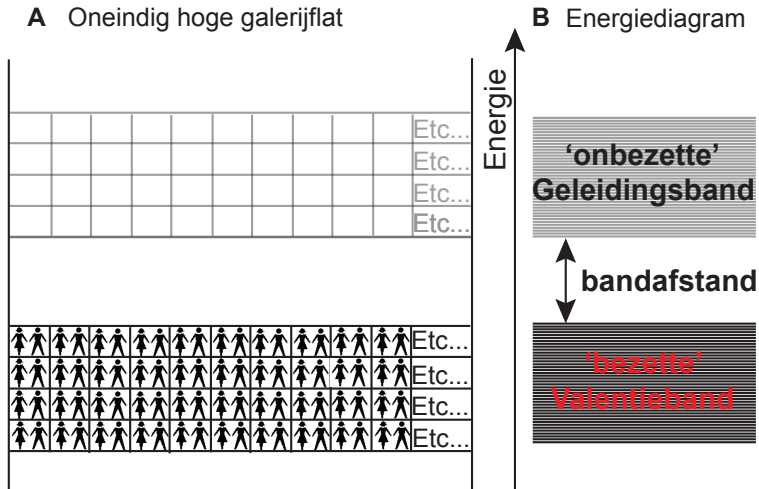 A Oneindig hoge galerijflat
Etc...
Etc...
Etc...
Etc...
Etc...
Etc...
Etc...
Etc...
Energie
B Energiediagram
‘onbezette’
Geleidingsband
bandafstand
‘bezette’
Valentieband